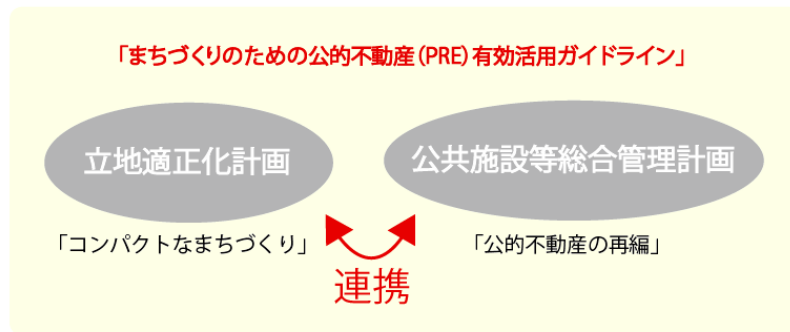 「まちづくりのための公的不動産（PRE）有効活用ガイドライン」
立地適正化計画
公共施設等総合管理計画
「コンパクトなまちづくり」
「公的不動産の再編」
連携